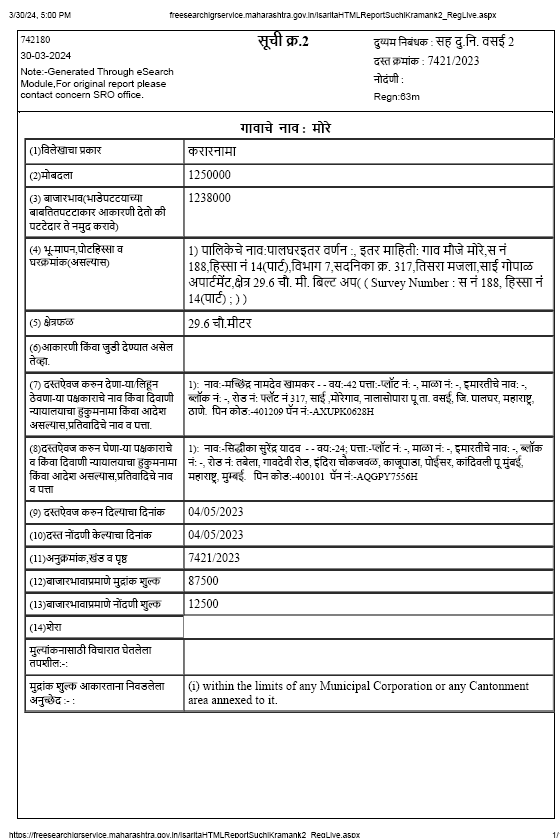 3/30/24, 5:00 PM freesearchigrservice.maharashtra.gov.in/isaritaHTMLReportSuchiKramank2_RegLive.aspx
742180
30-03-2024
Note:-Generated Through eSearch
Module,For original report please
contact concern SRO office.
सूची क्र.2
दुय्यम निबंधक : सह दु.नि. वसई 2
दस्त क्रमांक : 7421/2023
नोदंणी :
Regn:63m
गावाचे नाव : मोरे
(1)विलेखाचा प्रकार
करारनामा
(2)मोबदला
1250000
(3) बाजारभाव(भाडेपटटयाच्या
बाबतितपटटाकार आकारणी देतो की
पटटेदार ते नमुद करावे)
1238000
(4) भू-मापन,पोटहिस्सा व
घरक्रमांक(असल्यास)
1) पालिकेचे नाव:पालघरइतर वर्णन :, इतर माहिती: गाव मौजे मोरे,स नं
188,हिस्सा नं 14(पार्ट),विभाग 7,सदनिका क्र. 317,तिसरा मजला,साई गोपाळ
अपार्टमेंट,क्षेत्र 29.6 चौ. मी. बिल्ट अप( ( Survey Number : स नं 188, हिस्सा नं
14(पार्ट) ; ) )
(5) क्षेत्रफळ
29.6 चौ.मीटर
(6)आकारणी किंवा जुडी देण्यात असेल
तेव्हा.
(7) दस्तऐवज करुन देणा-या/लिहून
ठेवणा-या पक्षकाराचे नाव किंवा दिवाणी
न्यायालयाचा हुकुमनामा किंवा आदेश
असल्यास,प्रतिवादिचे नाव व पत्ता.
1): नाव:-मच्छिंद्र नामदेव खामकर - - वय:-42 पत्ता:-प्लॉट नं: -, माळा नं: -, इमारतीचे नाव: -,
ब्लॉक नं: -, रोड नं: फ्लॅट नं 317, साई ,मोरेगाव, नालासोपारा पू ता. वसई, जि. पालघर, महाराष्ट्र,
ठाणे. पिन कोड:-401209 पॅन नं:-AXUPK0628H
(8)दस्तऐवज करुन घेणा-या पक्षकाराचे
व किंवा दिवाणी न्यायालयाचा हुकुमनामा
किंवा आदेश असल्यास,प्रतिवादिचे नाव
व पत्ता
1): नाव:-सिद्धीका सुरेंद्र यादव - - वय:-24; पत्ता:-प्लॉट नं: -, माळा नं: -, इमारतीचे नाव: -, ब्लॉक
नं: -, रोड नं: तबेला, गावदेवी रोड, इंदिरा चौकजवळ, काजूपाडा, पोईसर, कांदिवली पू मुंबई,
महाराष्ट्र, मुम्बई. पिन कोड:-400101 पॅन नं:-AQGPY7556H
(9) दस्तऐवज करुन दिल्याचा दिनांक
04/05/2023
(10)दस्त नोंदणी केल्याचा दिनांक
04/05/2023
(11)अनुक्रमांक,खंड व पृष्ठ
7421/2023
(12)बाजारभावाप्रमाणे मुद्रांक शुल्क
87500
(13)बाजारभावाप्रमाणे नोंदणी शुल्क
12500
(14)शेरा
मुल्यांकनासाठी विचारात घेतलेला
तपशील:-:
मुद्रांक शुल्क आकारताना निवडलेला
अनुच्छेद :- :
(i) within the limits of any Municipal Corporation or any Cantonment
area annexed to it.
https://freesearchigrservice.maharashtra.gov.in/isaritaHTMLReportSuchiKramank2_RegLive.aspx 1/